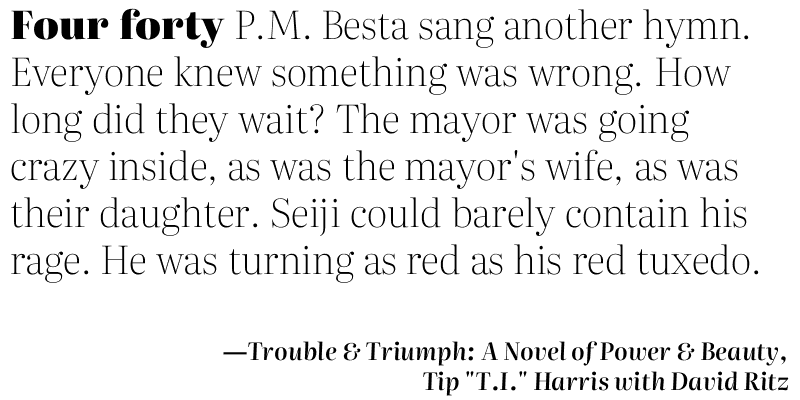 Four forty P.M. Besta sang another hymn.
Everyone knew something was wrong. How
long did they wait? The mayor was going
crazy inside, as was the mayor's wife, as was
their daughter. Seiji could barely contain his
rage. He was turning as red as his red tuxedo.
—Trouble & Triumph: A Novel of Power & Beauty,
Tip "T.I." Harris with David Ritz